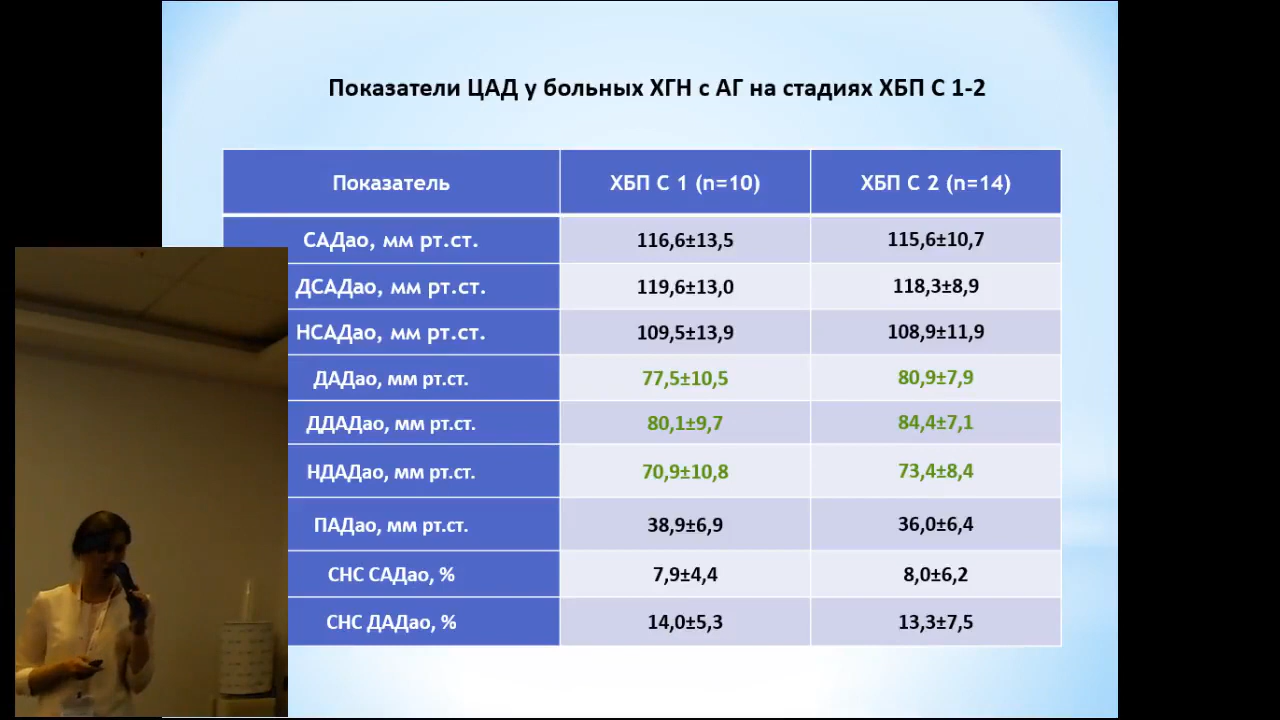 Показатели ЦАД у больных ХГН с АГ на стадиях ХБП С 1-2
Показатель ХБП С 1 (n=10) ХБП С 2 (n=14)
САДао, мм рт.ст. 116,6±13,5 115,6±10,7
ДСАДао, мм рт.ст. 119,6±13,0 118,3±8,9
НСАДао, мм рт.ст. 109,5±13,9 108,9±11,9
ДАДао, мм рт.ст. 77,5±10,5 80,9±7,9
ДДАДао, мм рт.ст. 80,1±9,7 84,4±7,1
НДАДао, мм рт.ст. 70,9±10,8 73,4±8,4
ПАДао, мм рт.ст. 38,9±6,9 36,0±6,4
СНС САДао, % 7,9±4,4 8,0±6,2
СНС ДАДао, % 14,0±5,3 13,3±7,5